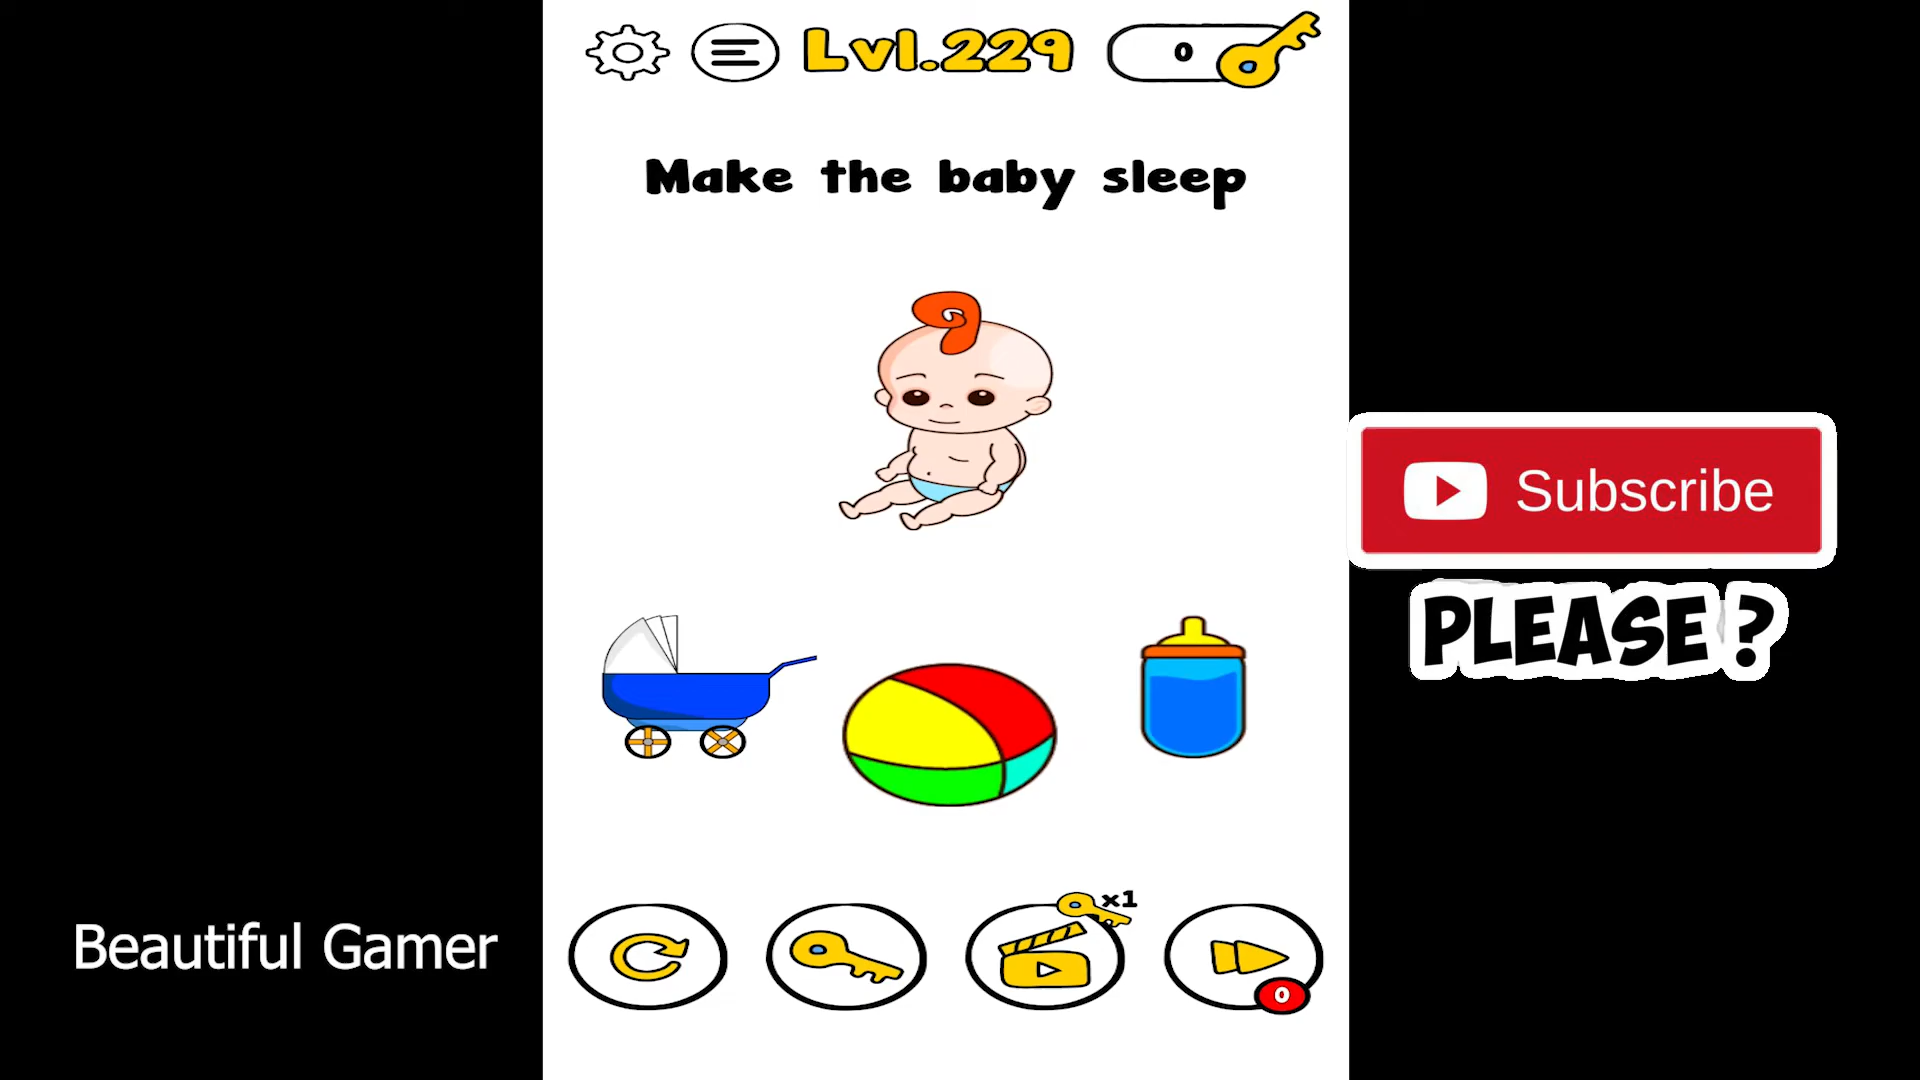 Lvl.229
0
Make the baby sleep
Subscribe
PLEASE ?
x1
Beautiful Gamer
0